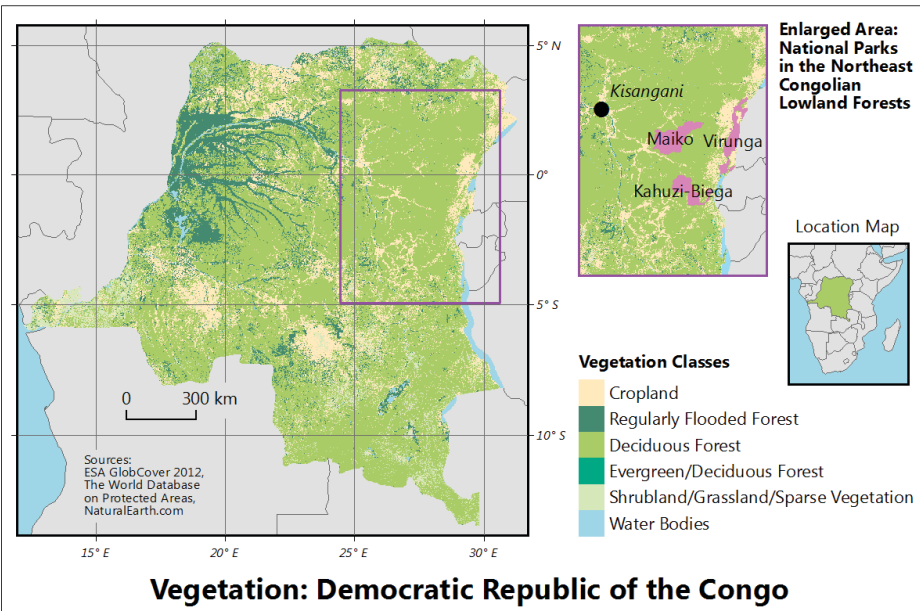 5° N
0°
5° S
10° S
15° E
20° E
25° E
30° E
0 300 km
Sources:
ESA GlobCover 2012,
The World Database
on Protected Areas,
NaturalEarth.com
Kisangani
Maiko
Virunga
Kahuzi-Biega
Enlarged Area:
National Parks
in the Northeast
Congolian
Lowland Forests
Location Map
Vegetation Classes
Cropland
Regularly Flooded Forest
Deciduous Forest
Evergreen/Deciduous Forest
Shrubland/Grassland/Sparse Vegetation
Water Bodies
Vegetation: Democratic Republic of the Congo